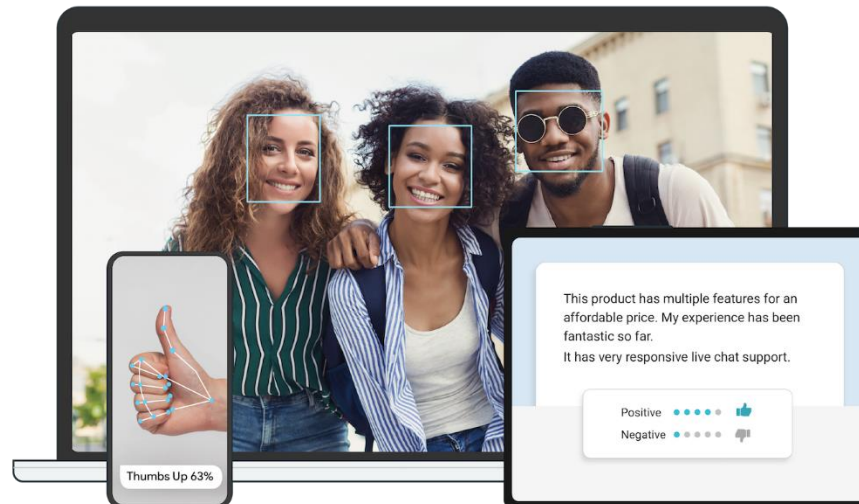 This product has multiple features for an
affordable price. My experience has been
fantastic so far.
It has very responsive live chat support.
Positive
Negative
Thumbs Up 63%